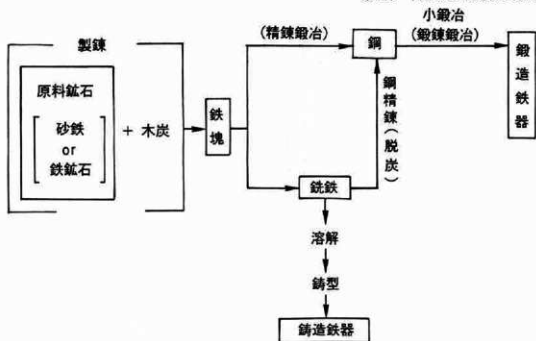 製錬
原料鉱石
砂鉄
or
鉄鉱石
+ 木炭
鉄塊
(精錬鍛冶)
鋼
小鍛冶
(鍛錬鍛冶)
鍛造鉄器
鋼精錬(脱炭)
銑鉄
溶解
鋳型
鋳造鉄器